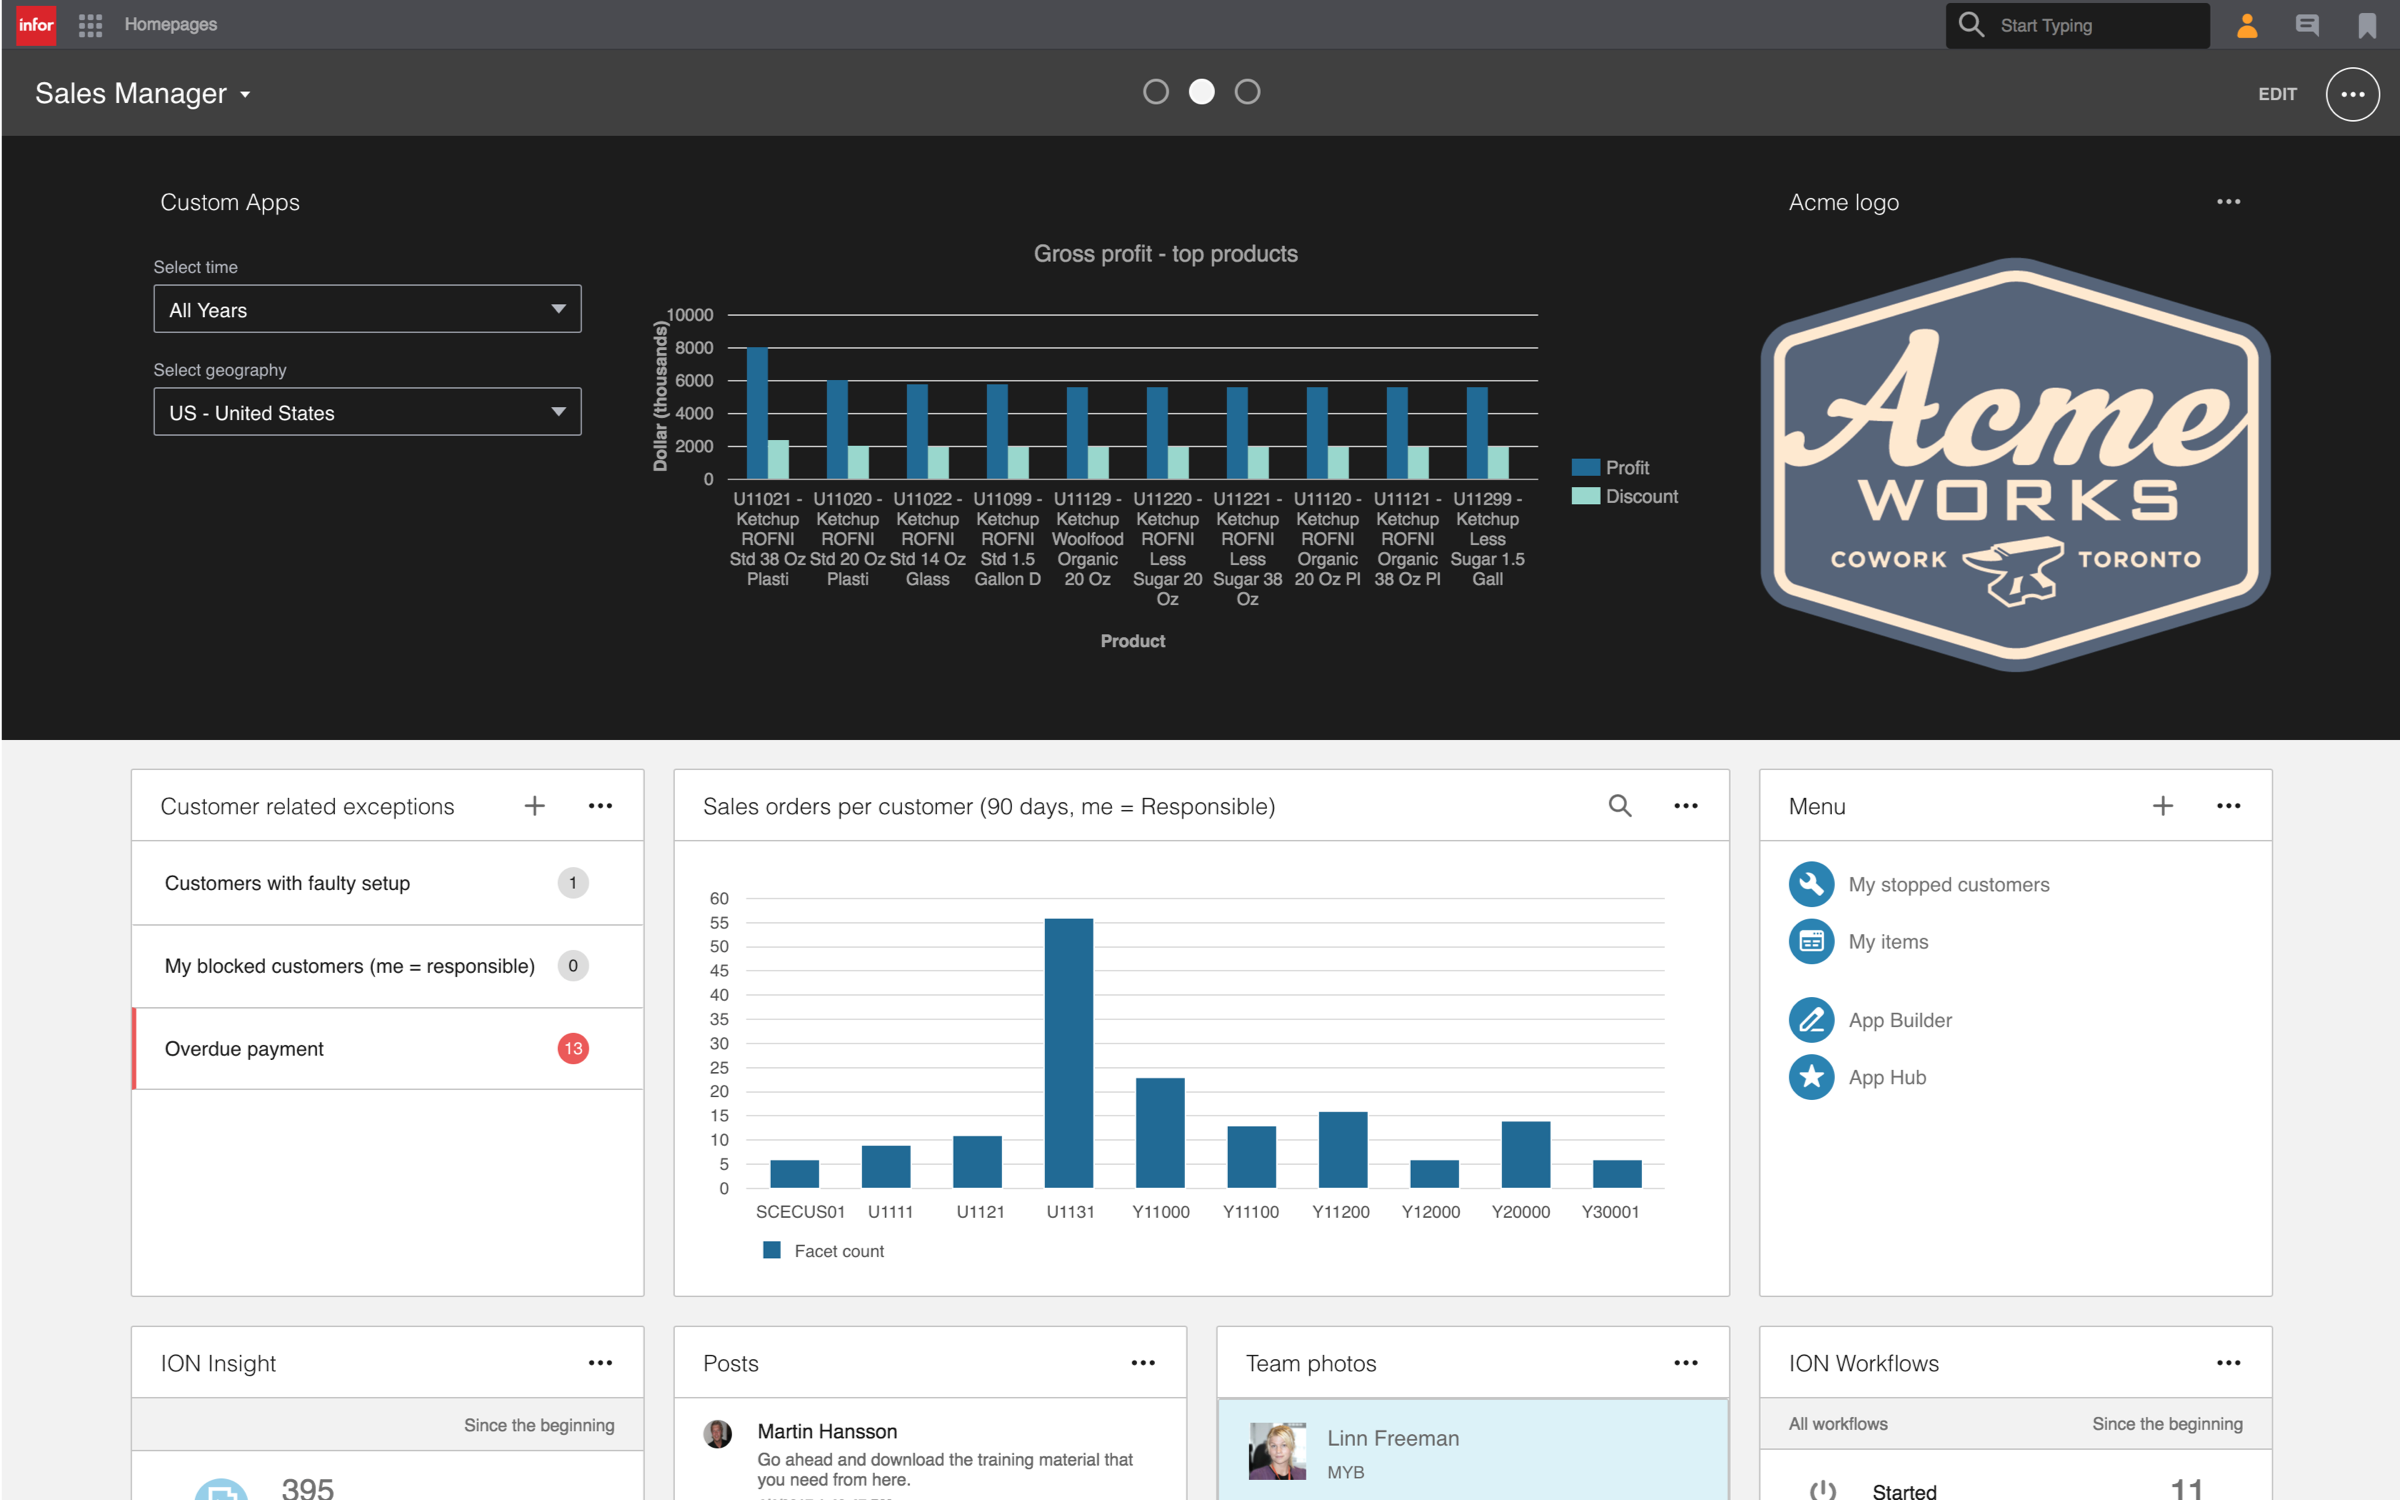 infor
Homepages
Start Typing
Sales Manager
EDIT
Custom Apps
Select time
All Years
Select geography
US - United States
Gross profit - top products
Dollar (thousands)
10000
8000
6000
4000
2000
0
U11021 - Ketchup ROFNI Std 38 Oz Plasti
U11020 - Ketchup ROFNI Std 20 Oz Plasti
U11022 - Ketchup ROFNI Std 14 Oz Glass
U11099 - Ketchup ROFNI Std 1.5 Gallon D
U11129 - Ketchup Woolfood Organic 20 Oz
U11220 - Ketchup ROFNI Less Sugar 20 Oz
U11221 - Ketchup ROFNI Less Sugar 38 Oz
U11120 - Ketchup ROFNI Organic 20 Oz Pl
U11121 - Ketchup ROFNI Organic 38 Oz Pl
U11299 - Ketchup Less Sugar 1.5 Gall
Product
Profit
Discount
Acme logo
Acme
WORKS
COWORK TORONTO
Customer related exceptions
Customers with faulty setup 1
My blocked customers (me = responsible) 0
Overdue payment 13
Sales orders per customer (90 days, me = Responsible)
60
55
50
45
40
35
30
25
20
15
10
5
0
SCECUS01 U1111 U1121 U1131 Y11000 Y11100 Y11200 Y12000 Y20000 Y30001
Facet count
Menu
My stopped customers
My items
App Builder
App Hub
ION Insight
Since the beginning
395
Posts
Martin Hansson
Go ahead and download the training material that
you need from here.
Team photos
Linn Freeman
MYB
ION Workflows
All workflows Since the beginning
Started 11